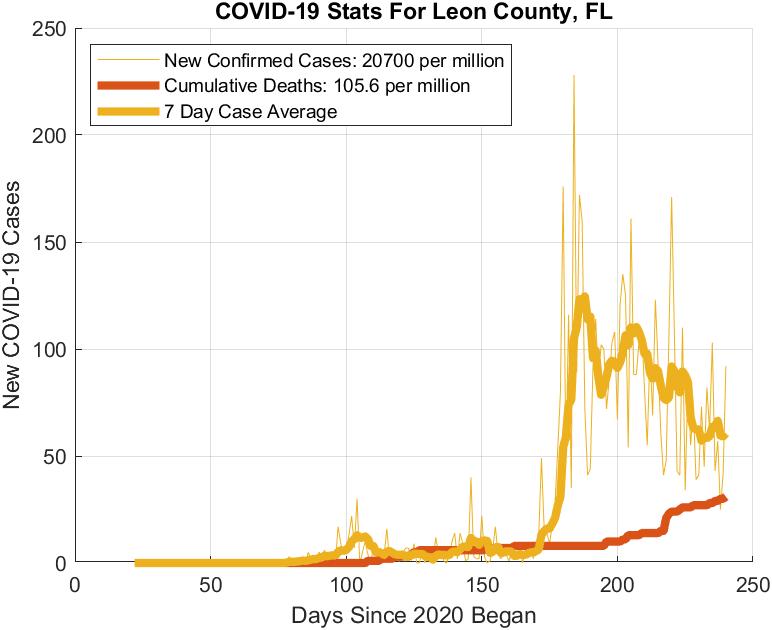 COVID-19 Stats For Leon County, FL
New Confirmed Cases: 20700 per million
Cumulative Deaths: 105.6 per million
7 Day Case Average
New COVID-19 Cases
250
200
150
100
50
0
0 50 100 150 200 250
Days Since 2020 Began